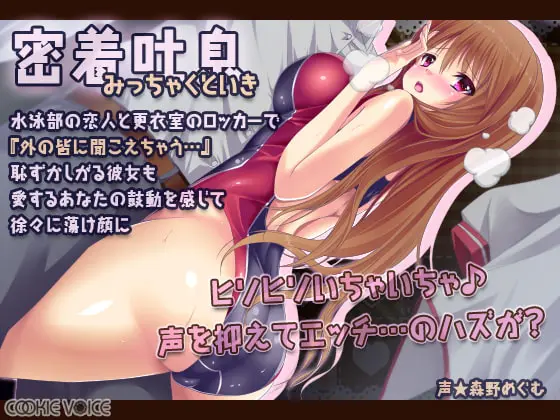 密着吐息
みっちゃくといき
水泳部の恋人と更衣室のロッカーで
『外の皆に聞こえちゃう…』
恥ずかしがる彼女も
愛するあなたの鼓動を感じて
徐々に蕩け顔に
ヒソヒソいちゃいちゃ♪
声を抑えてエッチ…のハズが?
声★森野めぐむ
COOKIE VOICE